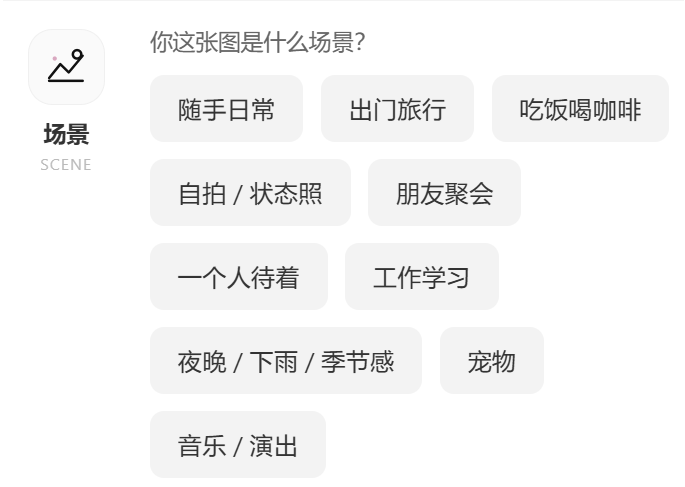 你这张图是什么场景？
场景
SCENE
随手日常 出门旅行 吃饭喝咖啡
自拍 / 状态照 朋友聚会
一个人待着 工作学习
夜晚 / 下雨 / 季节感 宠物
音乐 / 演出